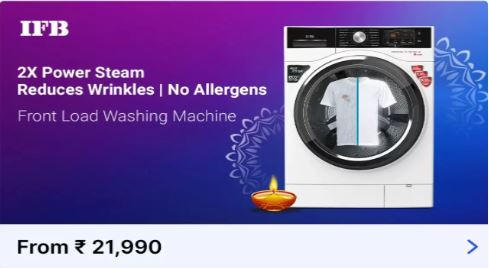 IFB
2X Power Steam
Reduces Wrinkles | No Allergens
Front Load Washing Machine
From ₹ 21,990